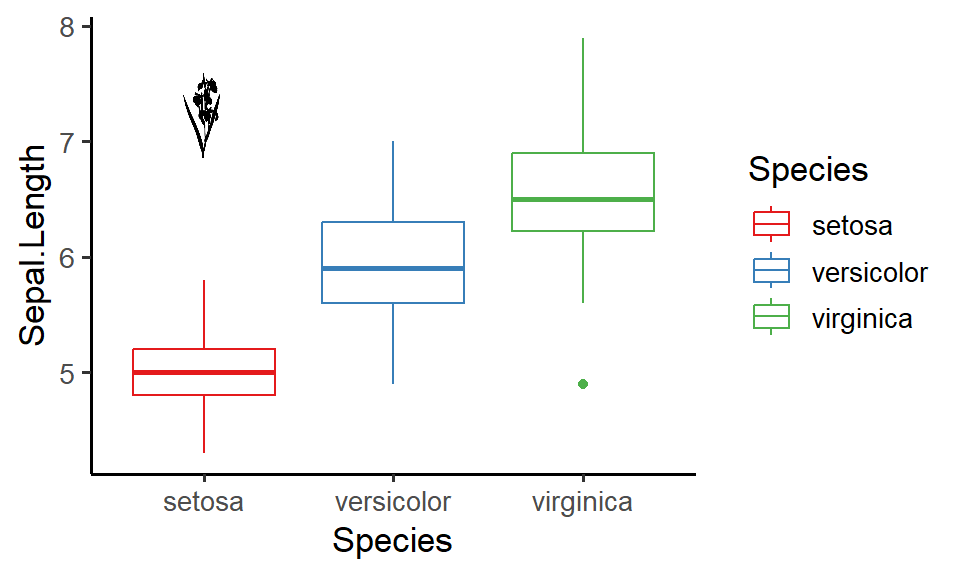 8
7
6
5
Sepal.Length
setosa
versicolor
virginica
Species
Species
setosa
versicolor
virginica